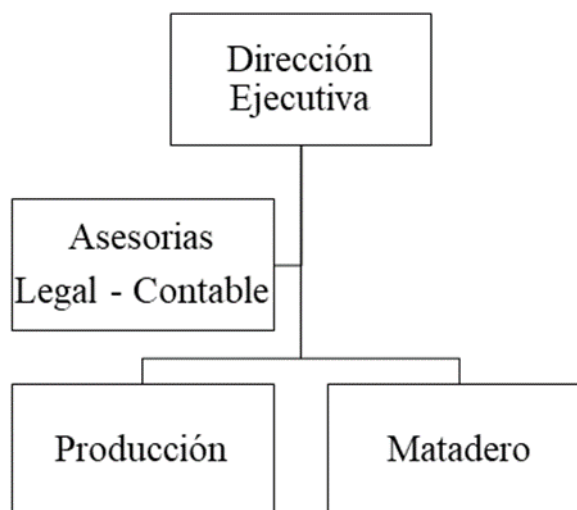 Dirección
Ejecutiva
Asesorias
Legal - Contable
Producción
Matadero